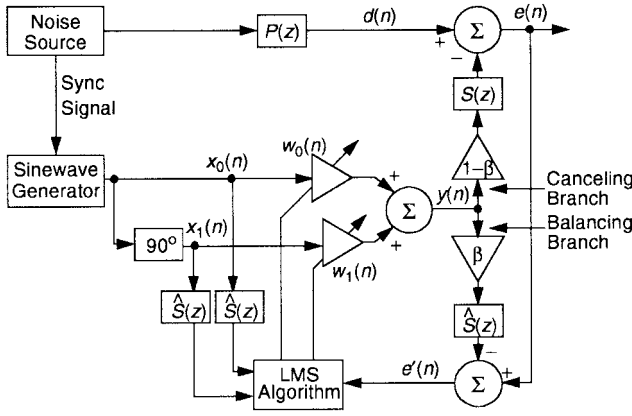 Noise
Source
P(z)
d(n)
+
Σ
e(n)
−
Sync
Signal
S(z)
w₀(n)
1−β
Sinewave
Generator
x₀(n)
+
Σ
y(n)
Canceling
Branch
Balancing
Branch
90°
x₁(n)
+
w₁(n)
β
Ŝ(z)
Ŝ(z)
Ŝ(z)
−
LMS
Algorithm
e'(n)
Σ
+